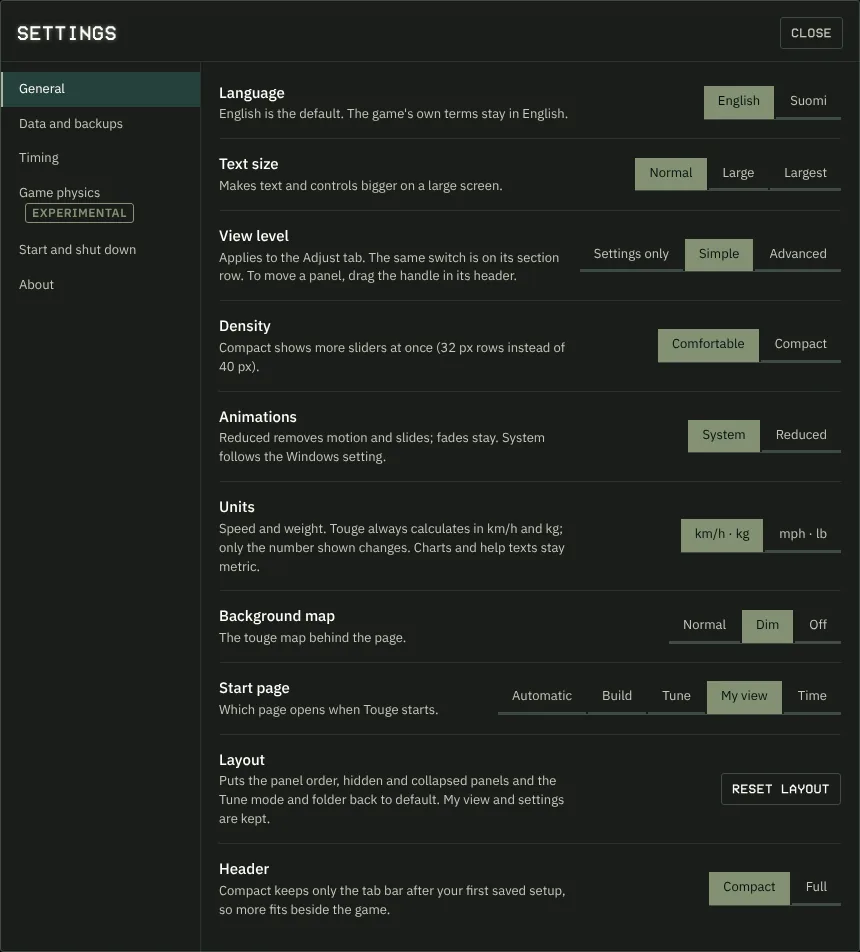 SETTINGS
CLOSE
General
Data and backups
Timing
Game physics
EXPERIMENTAL
Start and shut down
About
Language
English is the default. The game's own terms stay in English.
English
Suomi
Text size
Makes text and controls bigger on a large screen.
Normal
Large
Largest
View level
Applies to the Adjust tab. The same switch is on its section
row. To move a panel, drag the handle in its header.
Settings only
Simple
Advanced
Density
Compact shows more sliders at once (32 px rows instead of
40 px).
Comfortable
Compact
Animations
Reduced removes motion and slides; fades stay. System
follows the Windows setting.
System
Reduced
Units
Speed and weight. Touge always calculates in km/h and kg;
only the number shown changes. Charts and help texts stay
metric.
km/h · kg
mph · lb
Background map
The touge map behind the page.
Normal
Dim
Off
Start page
Which page opens when Touge starts.
Automatic
Build
Tune
My view
Time
Layout
Puts the panel order, hidden and collapsed panels and the
Tune mode and folder back to default. My view and settings
are kept.
RESET LAYOUT
Header
Compact keeps only the tab bar after your first saved setup,
so more fits beside the game.
Compact
Full